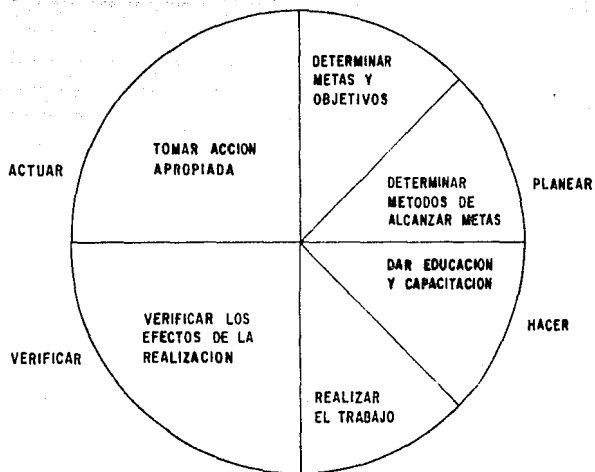 DETERMINAR
METAS Y
OBJETIVOS
DETERMINAR
METODOS DE
ALCANZAR METAS
PLANEAR
DAR EDUCACION
Y CAPACITACION
HACER
REALIZAR
EL TRABAJO
VERIFICAR LOS
EFECTOS DE LA
REALIZACION
VERIFICAR
TOMAR ACCION
APROPIADA
ACTUAR